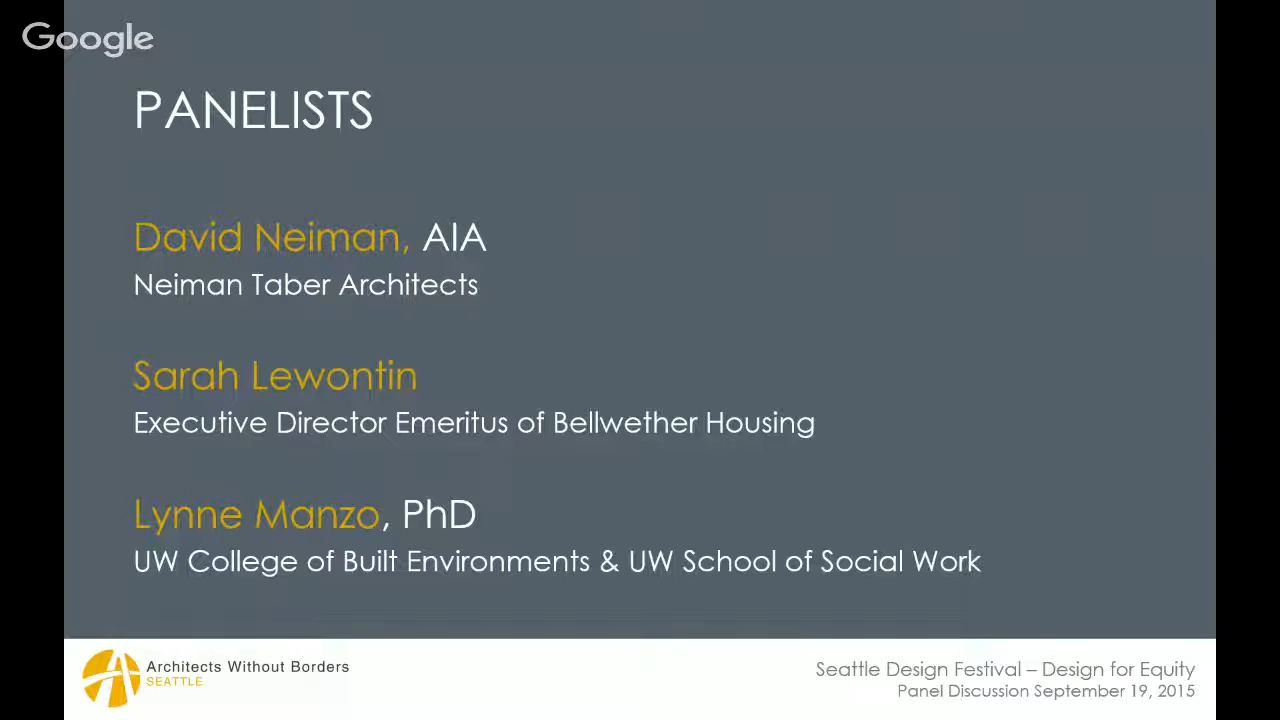 Google
PANELISTS
David Neiman, AIA
Neiman Taber Architects
Sarah Lewontin
Executive Director Emeritus of Bellwether Housing
Lynne Manzo, PhD
UW College of Built Environments & UW School of Social Work
Architects Without Borders
SEATTLE
Seattle Design Festival – Design for Equity
Panel Discussion September 19, 2015